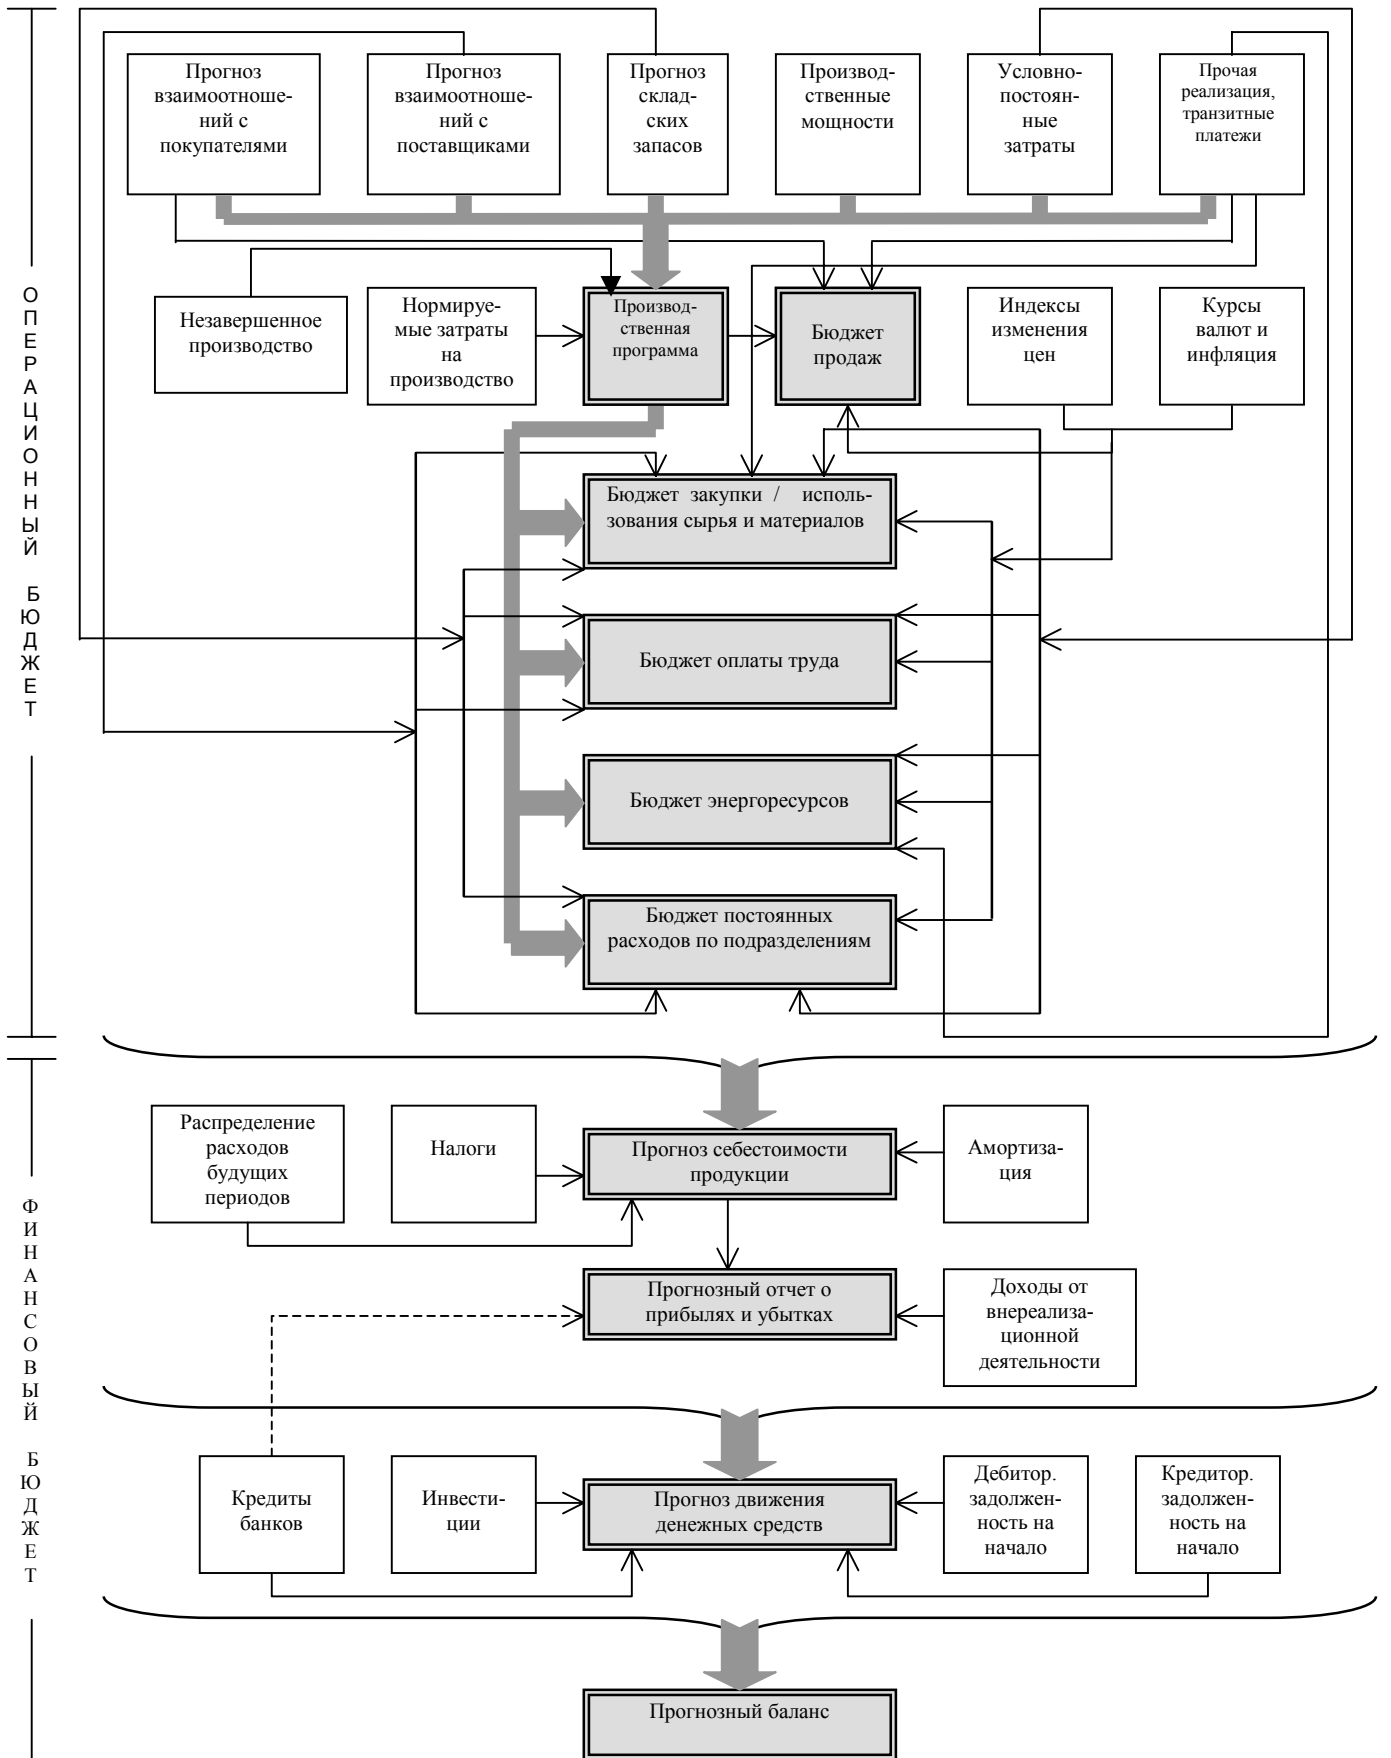 ОПЕРАЦИОННЫЙ БЮДЖЕТ
Прогноз
взаимоотноше-
ний с
покупателями
Прогноз
взаимоотноше-
ний с
поставщиками
Прогноз
склад-
ских
запасов
Производ-
ственные
мощности
Условно-
постоян-
ные
затраты
Прочая
реализация,
транзитные
платежи
Незавершенное
производство
Нормируе-
мые затраты
на
производство
Производ-
ственная
программа
Бюджет
продаж
Индексы
изменения
цен
Курсы
валют и
инфляция
Бюджет закупки / исполь-
зования сырья и материалов
Бюджет оплаты труда
Бюджет энергоресурсов
Бюджет постоянных
расходов по подразделениям
ФИНАНСОВЫЙ БЮДЖЕТ
Распределение
расходов
будущих
периодов
Налоги
Прогноз себестоимости
продукции
Амортиза-
ция
Прогнозный отчет о
прибылях и убытках
Доходы от
внереализа-
ционной
деятельности
Кредиты
банков
Инвести-
ции
Прогноз движения
денежных средств
Дебитор.
задолжен-
ность на
начало
Кредитор.
задолжен-
ность на
начало
Прогнозный баланс